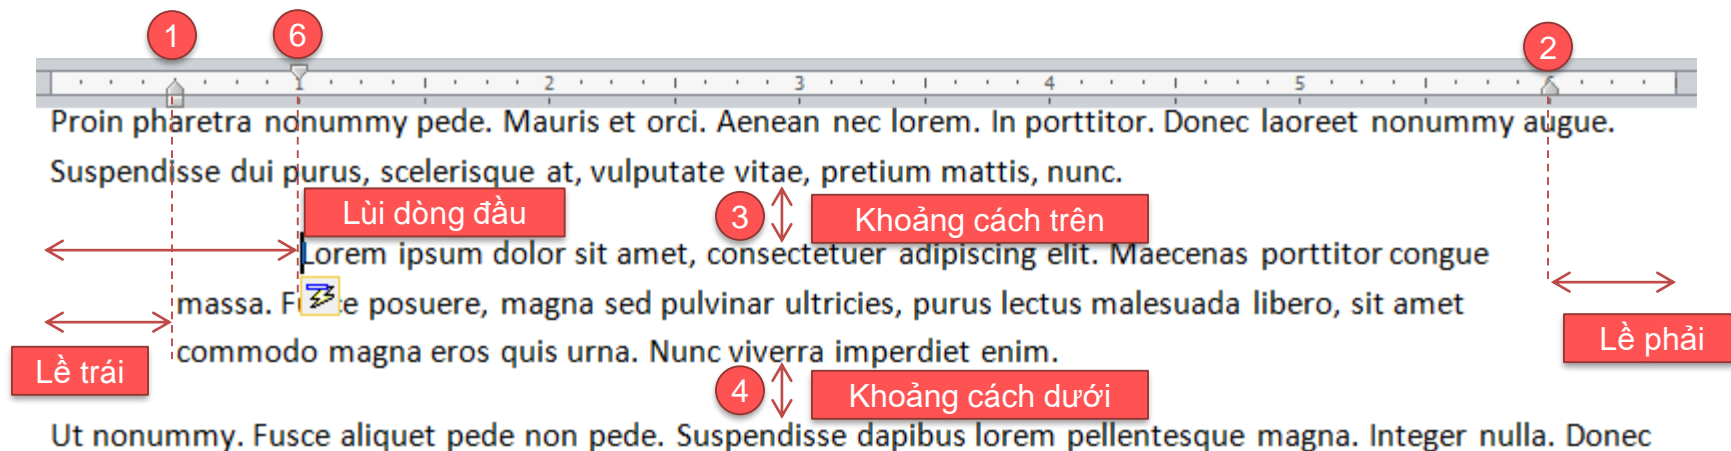 1 6 2
1 2 3 4 5 6
Proin pharetra nonummy pede. Mauris et orci. Aenean nec lorem. In porttitor. Donec laoreet nonummy augue.
Suspendisse dui purus, scelerisque at, vulputate vitae, pretium mattis, nunc.
Lùi dòng đầu
3 Khoảng cách trên
Lorem ipsum dolor sit amet, consectetuer adipiscing elit. Maecenas porttitor congue
massa. posuere, magna sed pulvinar ultricies, purus lectus malesuada libero, sit amet
Lề phải
commodo magna eros quis urna. Nunc viverra imperdiet enim.
Lề trái
4 Khoảng cách dưới
Ut nonummy. Fusce aliquet pede non pede. Suspendisse dapibus lorem pellentesque magna. Integer nulla. Donec